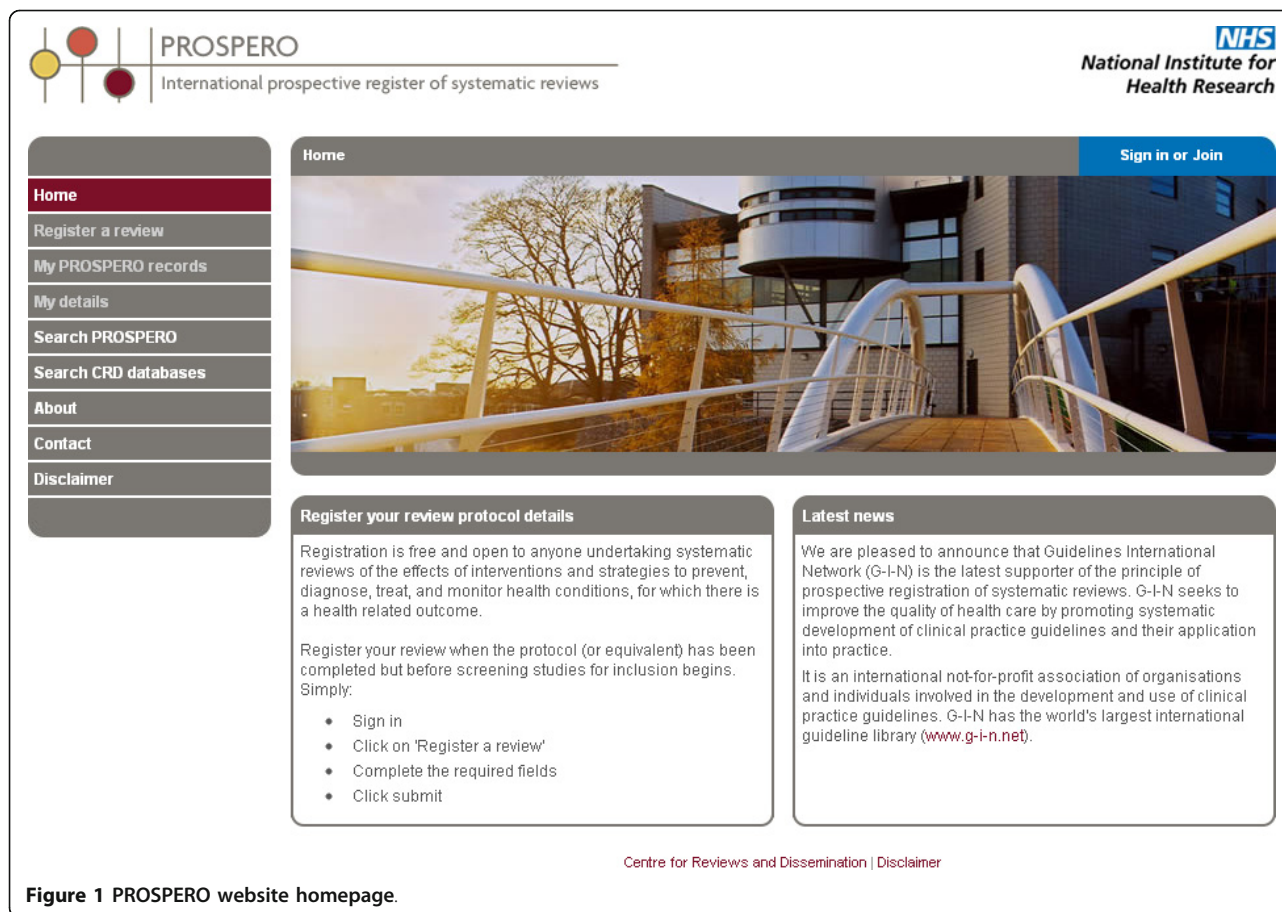 PROSPERO
International prospective register of systematic reviews
NHS
National Institute for
Health Research
Home
Register a review
My PROSPERO records
My details
Search PROSPERO
Search CRD databases
About
Contact
Disclaimer
Home
Sign in or Join
Register your review protocol details
Registration is free and open to anyone undertaking systematic
reviews of the effects of interventions and strategies to prevent,
diagnose, treat, and monitor health conditions, for which there is
a health related outcome.
Register your review when the protocol (or equivalent) has been
completed but before screening studies for inclusion begins.
Simply:
• Sign in
• Click on 'Register a review'
• Complete the required fields
• Click submit
Latest news
We are pleased to announce that Guidelines International
Network (G-I-N) is the latest supporter of the principle of
prospective registration of systematic reviews. G-I-N seeks to
improve the quality of health care by promoting systematic
development of clinical practice guidelines and their application
into practice.
It is an international not-for-profit association of organisations
and individuals involved in the development and use of clinical
practice guidelines. G-I-N has the world's largest international
guideline library (www.g-i-n.net).
Centre for Reviews and Dissemination | Disclaimer
Figure 1 PROSPERO website homepage.